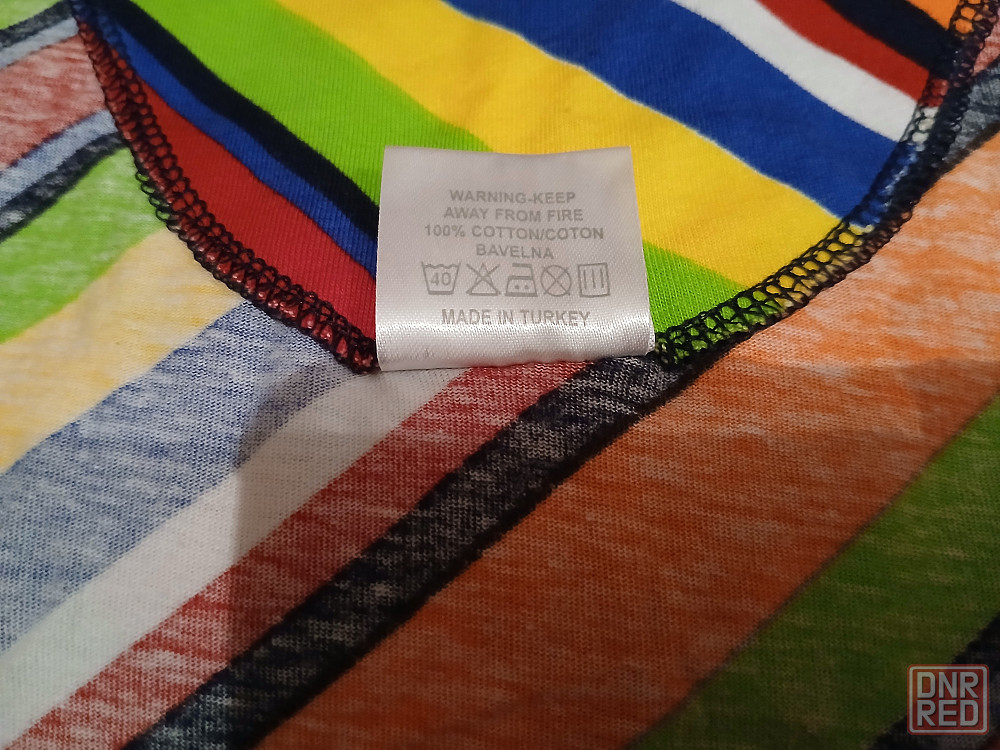 WARNING-KEEP
AWAY FROM FIRE
100% COTTON/COTON
BAVELNA
40
MADE IN TURKEY
DNR
RED